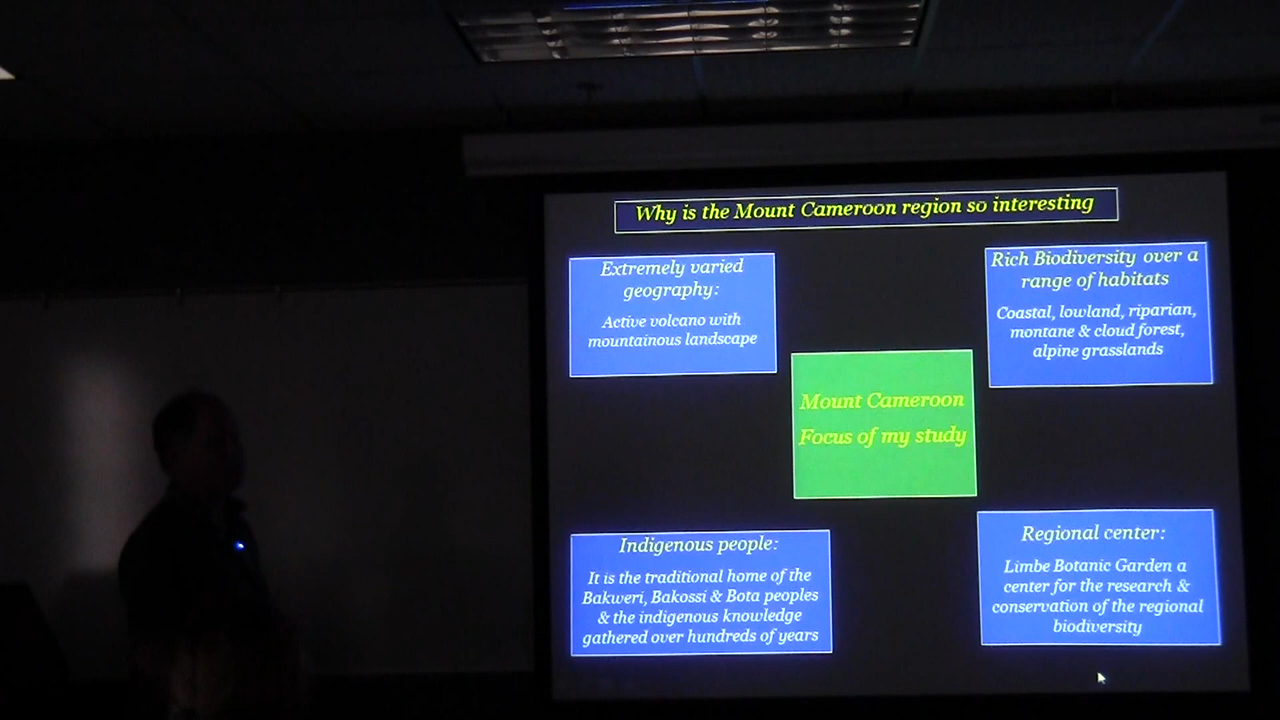 Why is the Mount Cameroon region so interesting
Extremely varied
geography:
Active volcano with
mountainous landscape
Rich Biodiversity over a
range of habitats
Coastal, lowland, riparian,
montane & cloud forest,
alpine grasslands
Mount Cameroon
Focus of my study
Indigenous people:
It is the traditional home of the
Bakweri, Bakossi & Bota peoples
& the indigenous knowledge
gathered over hundreds of years
Regional center:
Limbe Botanic Garden a
center for the research &
conservation of the regional
biodiversity